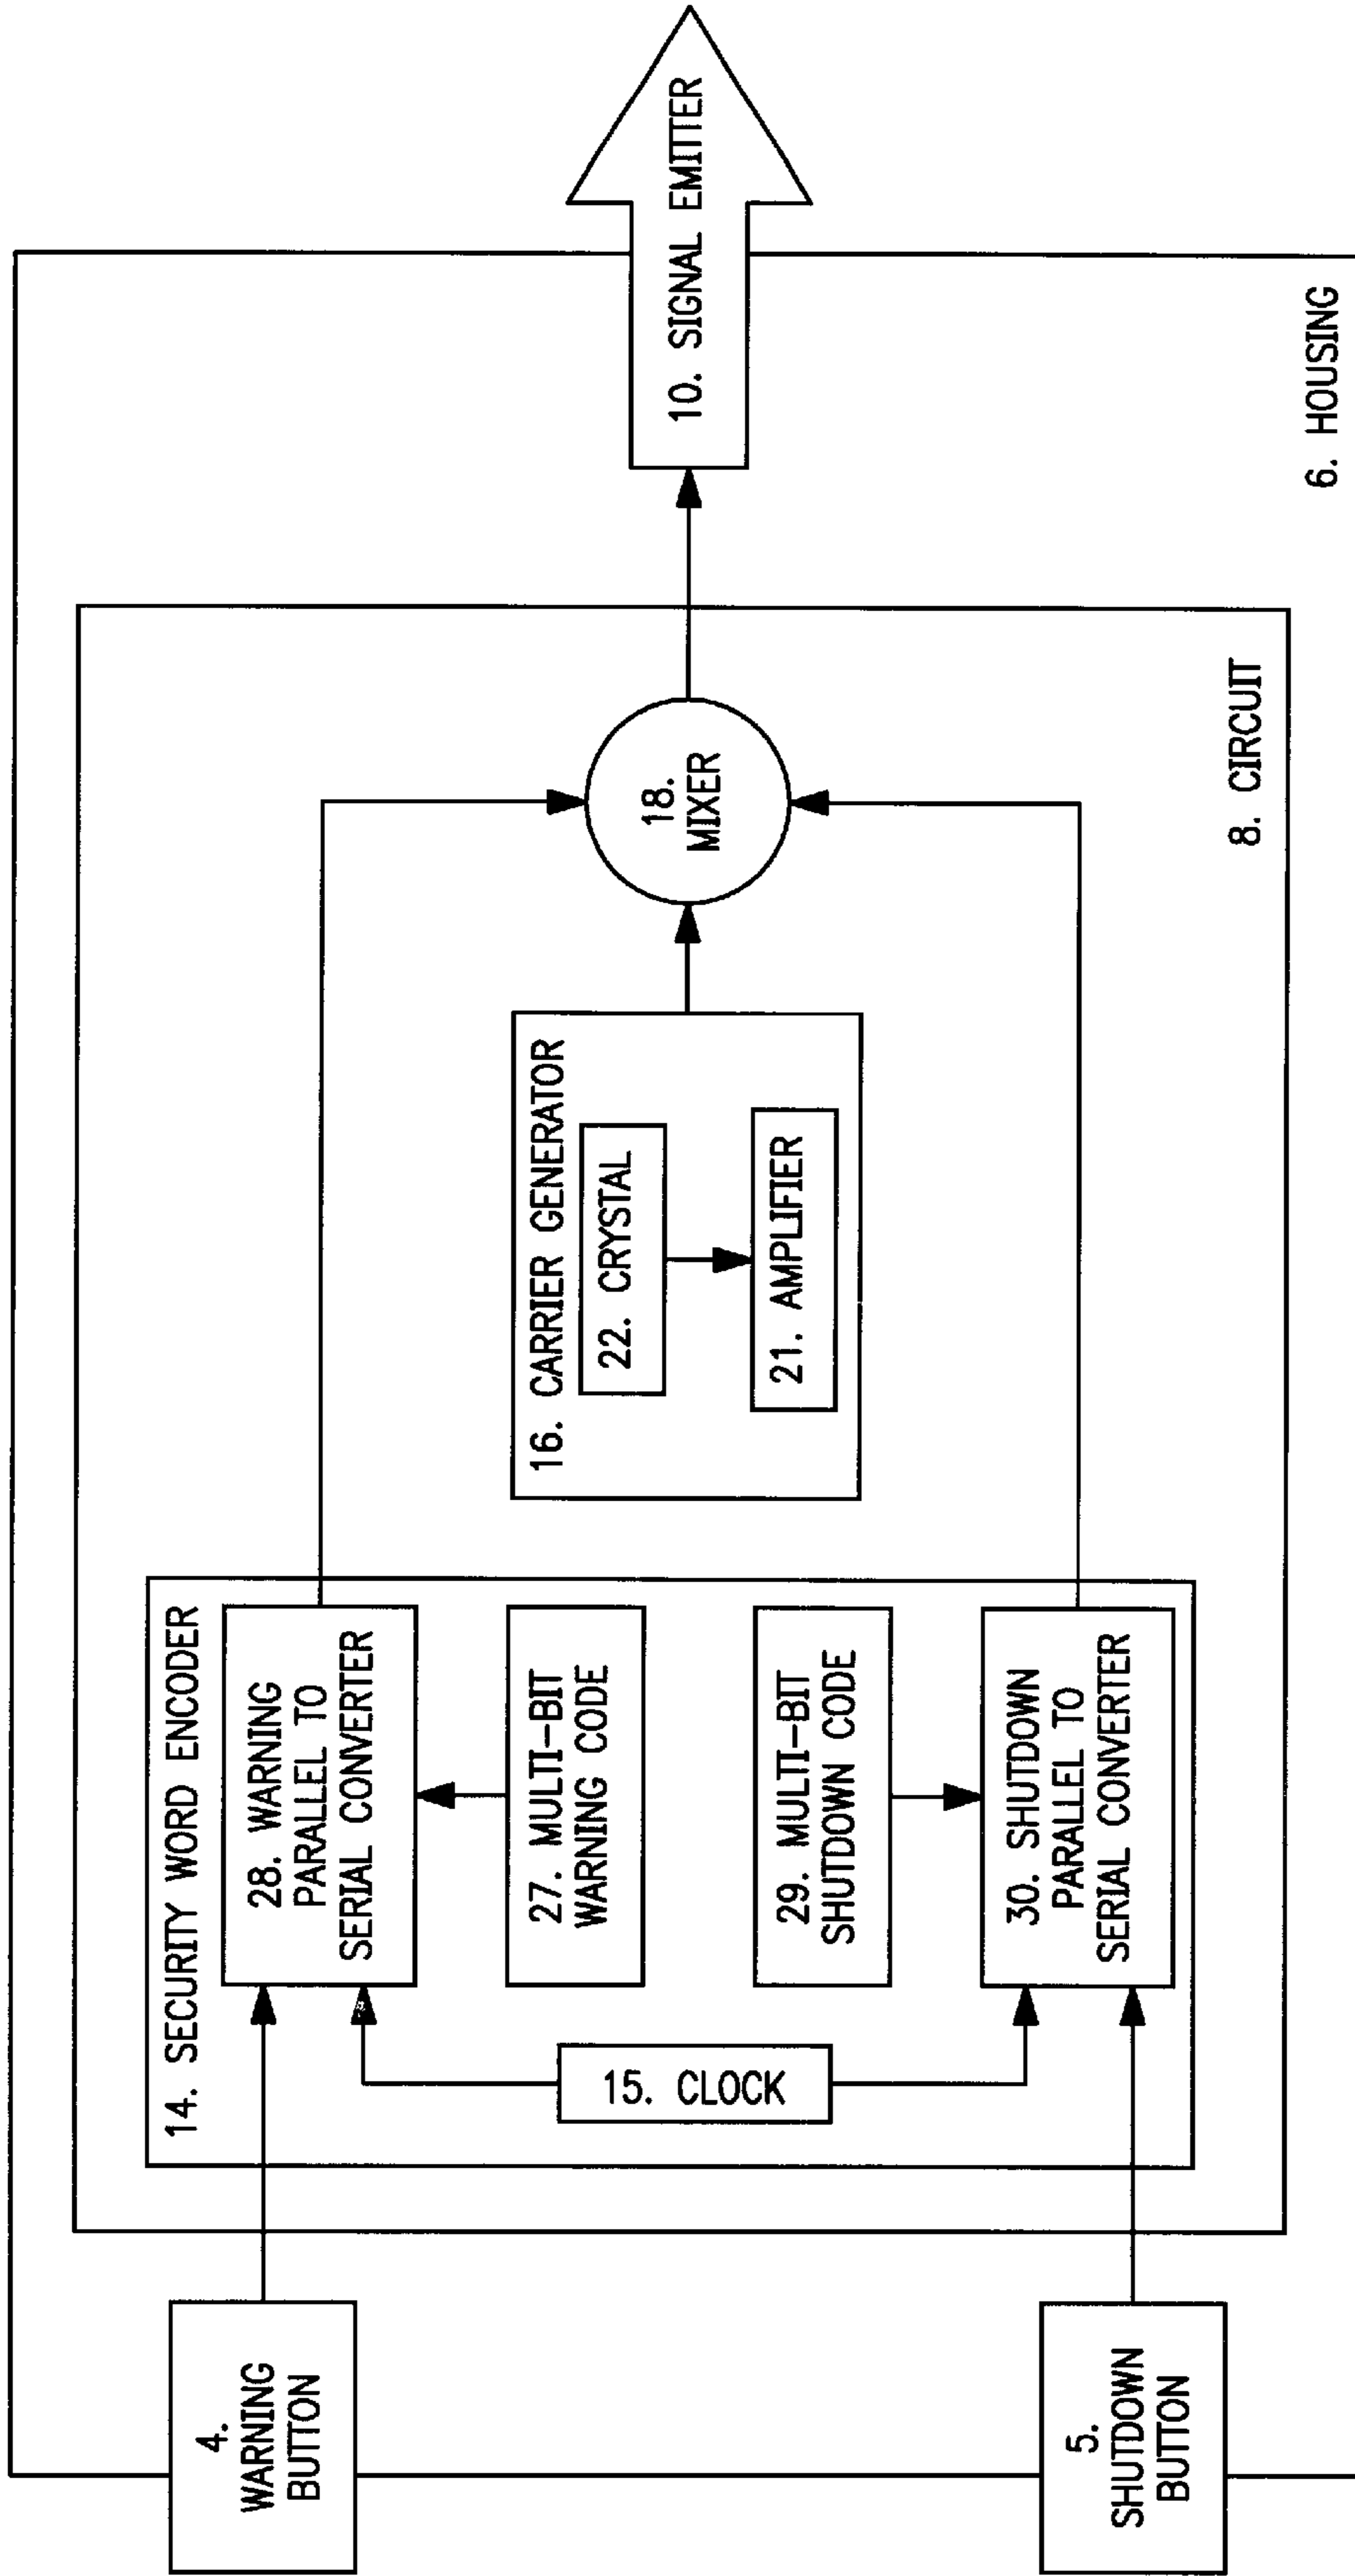 4.
WARNING
BUTTON
5.
SHUTDOWN
BUTTON
14. SECURITY WORD ENCODER
28. WARNING
PARALLEL TO
SERIAL CONVERTER
27. MULTI-BIT
WARNING CODE
15. CLOCK
29. MULTI-BIT
SHUTDOWN CODE
30. SHUTDOWN
PARALLEL TO
SERIAL CONVERTER
16. CARRIER GENERATOR
22. CRYSTAL
21. AMPLIFIER
18.
MIXER
8. CIRCUIT
10. SIGNAL EMITTER
6. HOUSING